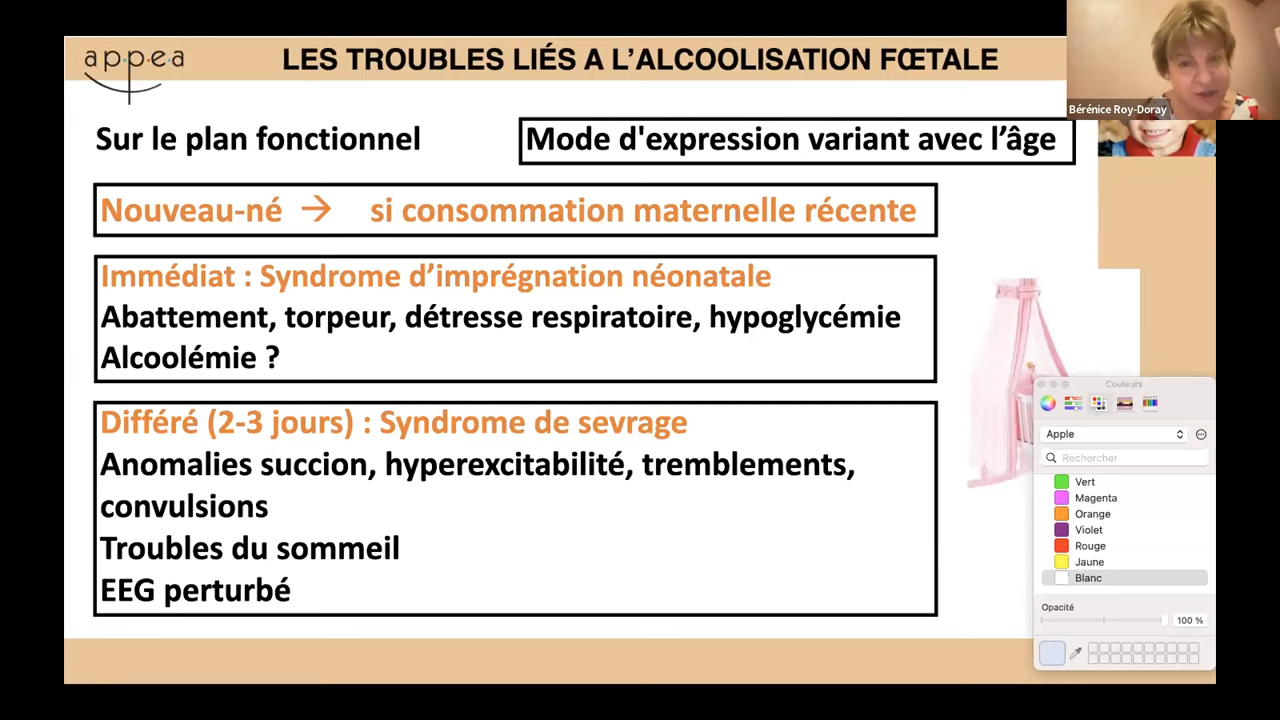 appea
LES TROUBLES LIÉS A L’ALCOOLISATION FŒTALE
Bérénice Roy-Doray
Sur le plan fonctionnel
Mode d'expression variant avec l’âge
Nouveau-né → si consommation maternelle récente
Immédiat : Syndrome d’imprégnation néonatale
Abattement, torpeur, détresse respiratoire, hypoglycémie
Alcoolémie ?
Différé (2-3 jours) : Syndrome de sevrage
Anomalies succion, hyperexcitabilité, tremblements,
convulsions
Troubles du sommeil
EEG perturbé
Couleurs
Apple
Rechercher
Vert
Magenta
Orange
Violet
Rouge
Jaune
Blanc
Opacité
100 %